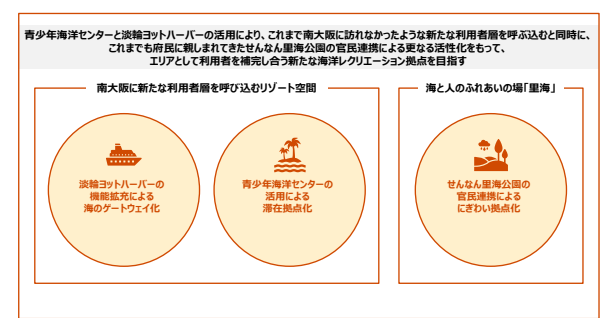 青少年海洋センターと淡輪ヨットハーバーの活用により、これまで南大阪に訪れなかったような新たな利用者層を呼ぶ込むと同時に、
これまでも府民に親しまれてきたせんなん里海公園の官民連携による更なる活性化をもって、
エリアとして利用者を補完し合う新たな海洋レクリエーション拠点を目指す
南大阪に新たな利用者層を呼び込むリゾート空間
海と人のふれあいの場「里海」
淡輪ヨットハーバーの
機能拡充による
海のゲートウェイ化
青少年海洋センターの
活用による
滞在拠点化
せんなん里海公園の
官民連携による
にぎわい拠点化